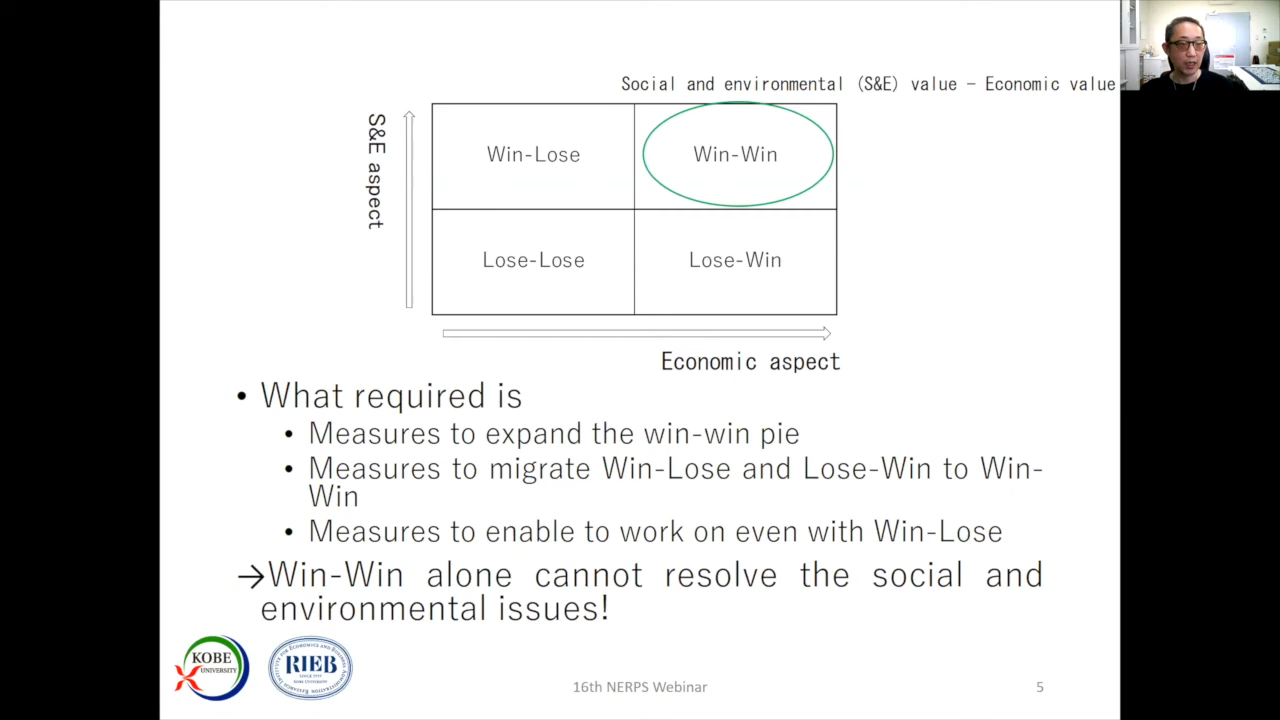 Social and environmental (S&E) value – Economic value
S&E aspect
Win-Lose
Win-Win
Lose-Lose
Lose-Win
Economic aspect
• What required is
• Measures to expand the win-win pie
• Measures to migrate Win-Lose and Lose-Win to Win-
Win
• Measures to enable to work on even with Win-Lose
→Win-Win alone cannot resolve the social and
environmental issues!
KOBE
UNIVERSITY
RIEB
16th NERPS Webinar
5